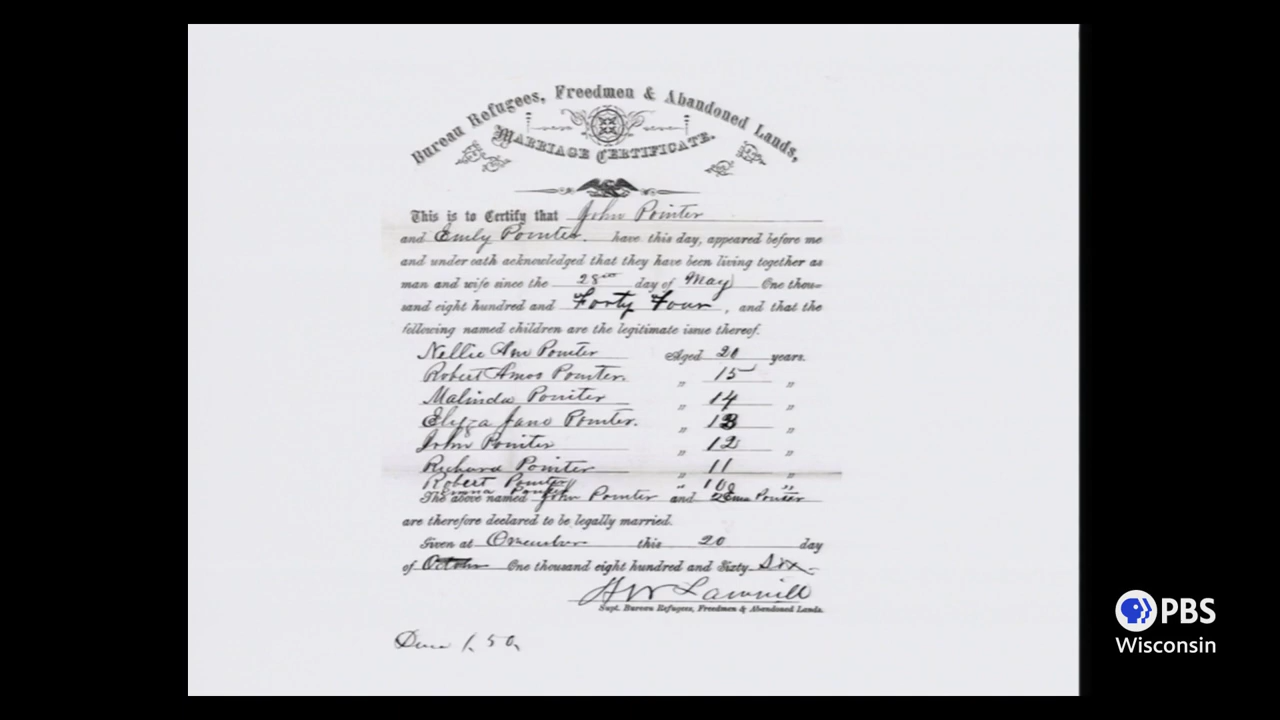 Bureau Refugees, Freedmen & Abandoned Lands,
MARRIAGE CERTIFICATE.
This is to Certify that John Pointer
and Emily Pointer. have this day, appeared before me
and under oath acknowledged that they have been living together as
man and wife since the 28 day of May One thou-
sand eight hundred and Forty Four, and that the
following named children are the legitimate issue thereof.
Nellie Ann Pointer Aged 20 years.
Robert Amos Pointer. " 15 "
Malinda Pointer " 14 "
Eliza Jane Pointer. " 13 "
John Pointer " 12 "
Richard Pointer " 11 "
Robert Pointer " 10 "
The above named John Pointer and Pointer
are therefore declared to be legally married.
Given at this 20 day
of October One thousand eight hundred and Sixty Six
Supt. Bureau Refugees, Freedmen & Abandoned Lands.
1.50
PBS
Wisconsin